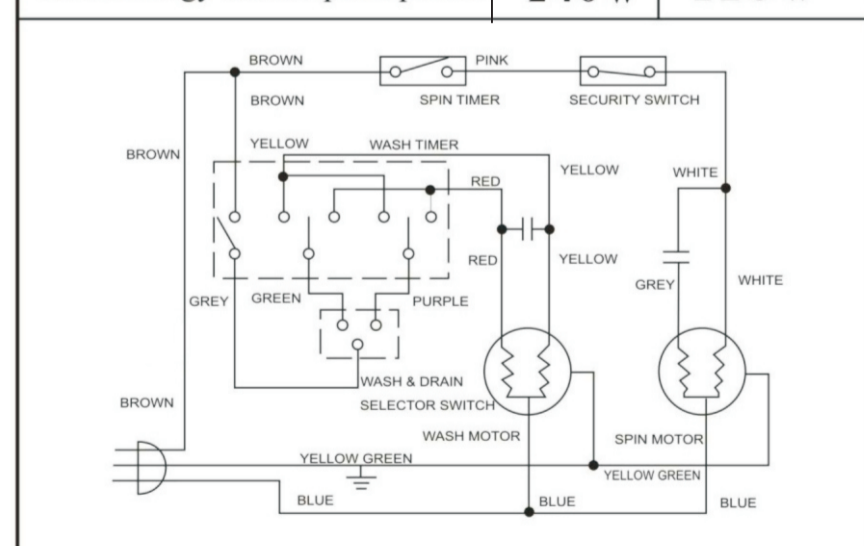 BROWN
PINK
BROWN
SPIN TIMER
SECURITY SWITCH
YELLOW
WASH TIMER
BROWN
YELLOW
WHITE
RED
RED
YELLOW
GREY
WHITE
GREY
GREEN
PURPLE
WASH & DRAIN
SELECTOR SWITCH
BROWN
WASH MOTOR
SPIN MOTOR
YELLOW GREEN
YELLOW GREEN
BLUE
BLUE
BLUE